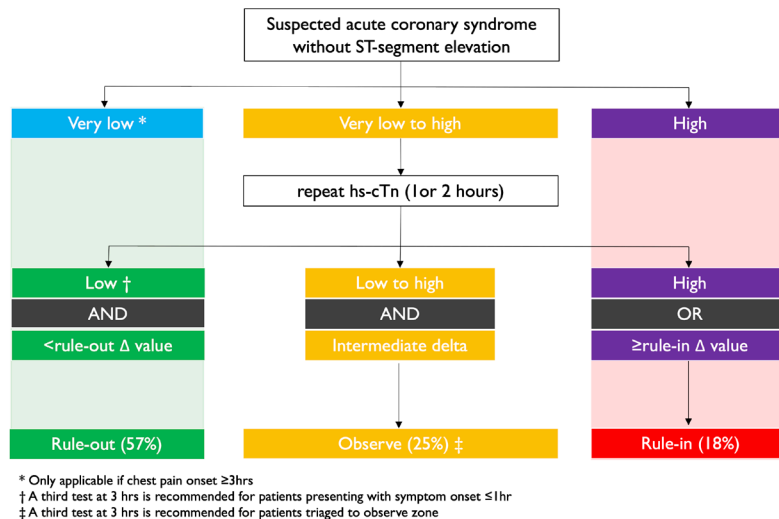 Suspected acute coronary syndrome
without ST-segment elevation
Very low *
Very low to high
High
repeat hs-cTn (1or 2 hours)
Low †
Low to high
High
AND
AND
OR
<rule-out Δ value
Intermediate delta
≥rule-in Δ value
Rule-out (57%)
Observe (25%) ‡
Rule-in (18%)
* Only applicable if chest pain onset ≥3hrs
† A third test at 3 hrs is recommended for patients presenting with symptom onset ≤1hr
‡ A third test at 3 hrs is recommended for patients triaged to observe zone